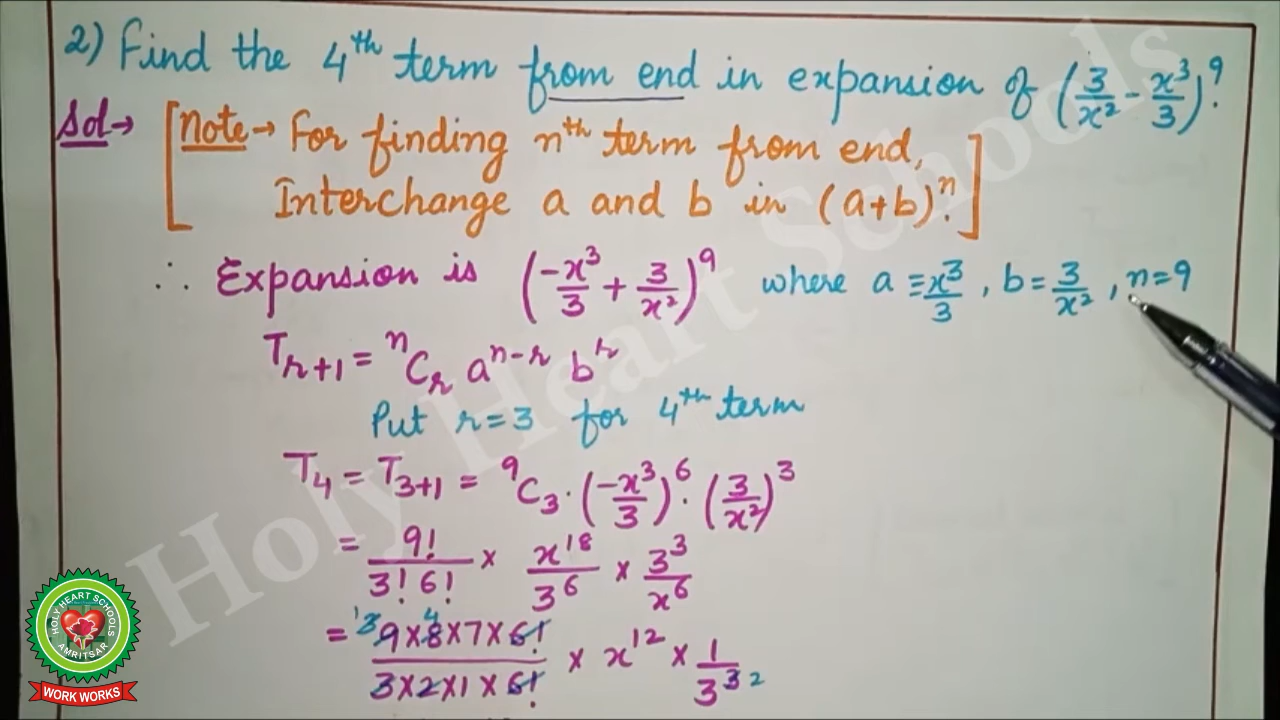 2) Find the 4th term from end in expansion of (3/x² - x³/3)⁹?
Sol→ [Note→ For finding nth term from end,
Interchange a and b in (a+b)ⁿ.]
∴ Expansion is (-x³/3 + 3/x²)⁹ where a = -x³/3, b = 3/x², n=9
Tr+1 = ⁿCr aⁿ⁻ʳ bʳ
Put r=3 for 4th term
T4 = T3+1 = ⁹C3 · (-x³/3)⁶ · (3/x²)³
= 9!/3! 6! × x¹⁸/3⁶ × 3³/x⁶
= 9×8×7×6!/3×2×1×6! × x¹² × 1/3³
1 3 4 2
Holy Heart Schools
HOLY HEART SCHOOLS
AMRITSAR
WORK WORKS